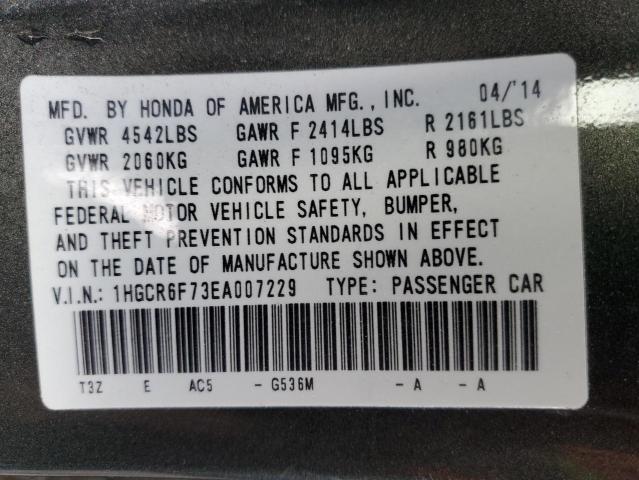 MFD. BY HONDA OF AMERICA MFG., INC. 04/'14
GVWR 4542LBS GAWR F 2414LBS R 2161LBS
GVWR 2060KG GAWR F 1095KG R 980KG
THIS VEHICLE CONFORMS TO ALL APPLICABLE
FEDERAL MOTOR VEHICLE SAFETY, BUMPER,
AND THEFT PREVENTION STANDARDS IN EFFECT
ON THE DATE OF MANUFACTURE SHOWN ABOVE.
V.I.N.: 1HGCR6F73EA007229 TYPE: PASSENGER CAR
T3Z E AC5 - G536M - A - A